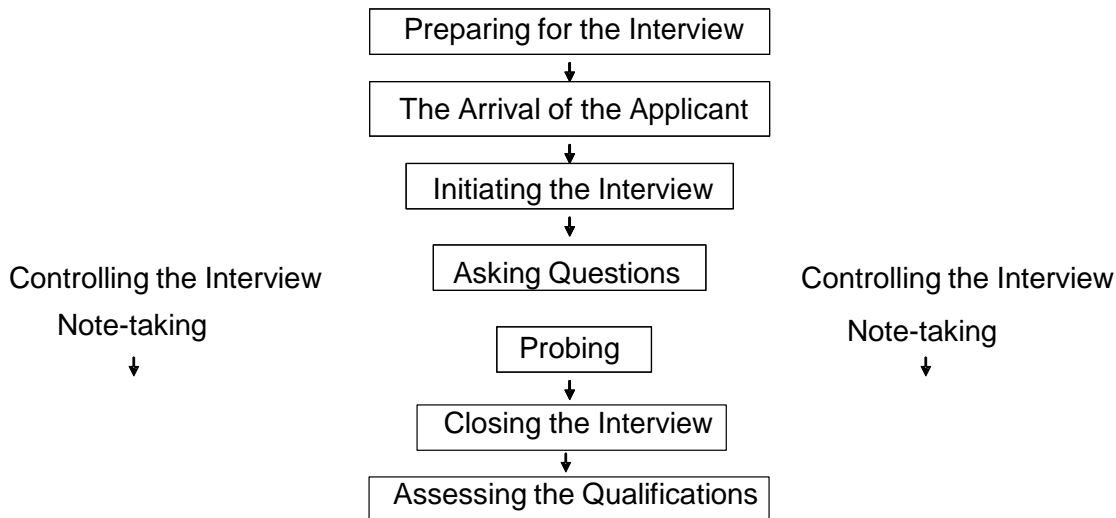 Preparing for the Interview
The Arrival of the Applicant
Initiating the Interview
Asking Questions
Controlling the Interview
Note-taking
Controlling the Interview
Note-taking
Probing
Closing the Interview
Assessing the Qualifications